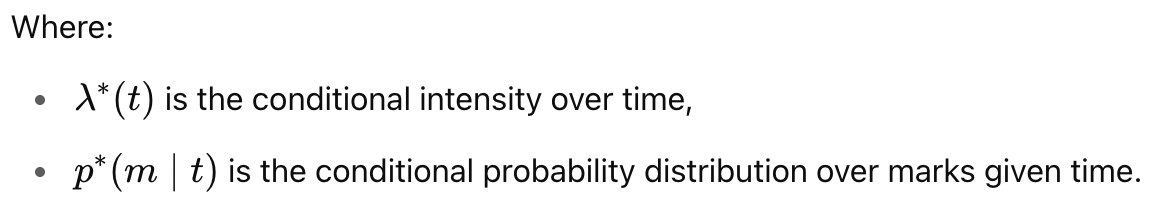 Where:
• λ*(t) is the conditional intensity over time,
• p*(m | t) is the conditional probability distribution over marks given time.